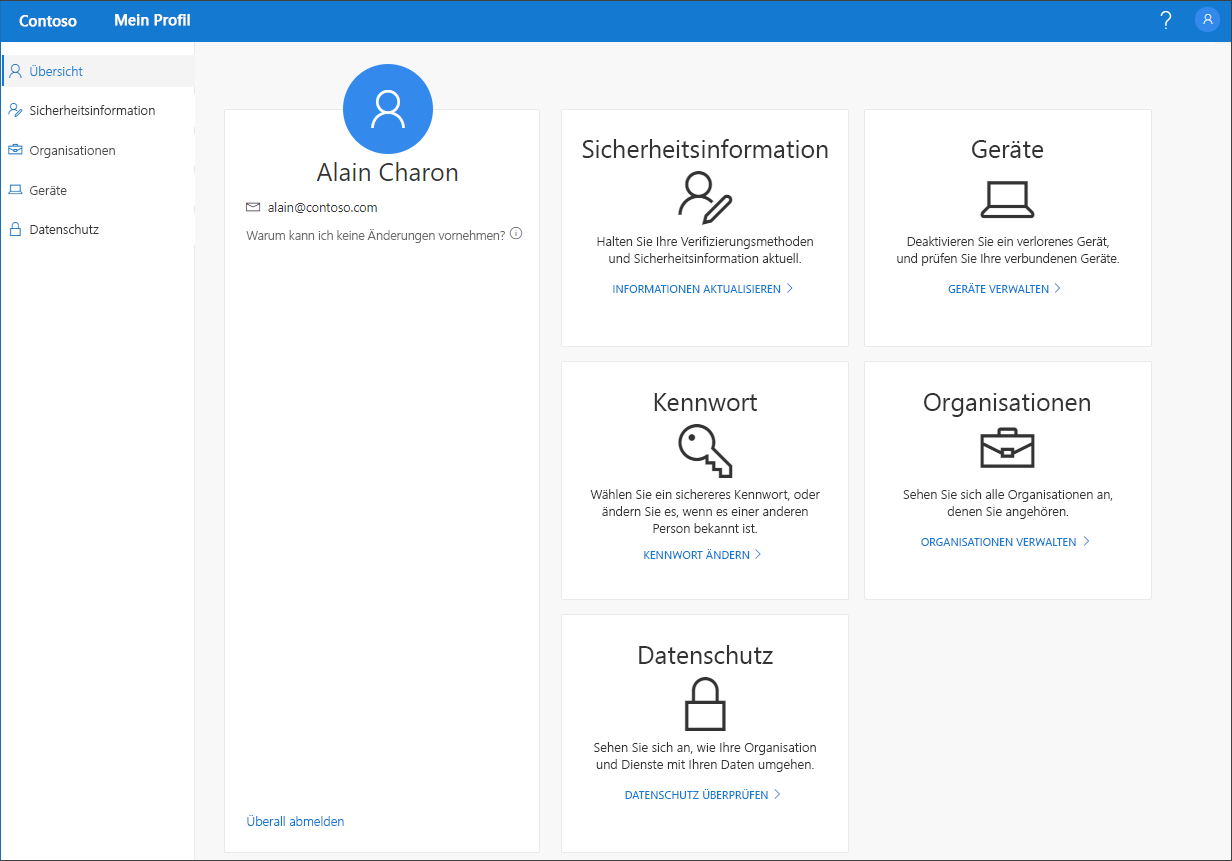 Contoso
Mein Profil
?
Übersicht
Sicherheitsinformation
Organisationen
Geräte
Datenschutz
Alain Charon
alain@contoso.com
Warum kann ich keine Änderungen vornehmen?
Überall abmelden
Sicherheitsinformation
Halten Sie Ihre Verifizierungsmethoden
und Sicherheitsinformation aktuell.
INFORMATIONEN AKTUALISIEREN
Geräte
Deaktivieren Sie ein verlorenes Gerät,
und prüfen Sie Ihre verbundenen Geräte.
GERÄTE VERWALTEN
Kennwort
Wählen Sie ein sichereres Kennwort, oder
ändern Sie es, wenn es einer anderen
Person bekannt ist.
KENNWORT ÄNDERN
Organisationen
Sehen Sie sich alle Organisationen an,
denen Sie angehören.
ORGANISATIONEN VERWALTEN
Datenschutz
Sehen Sie sich an, wie Ihre Organisation
und Dienste mit Ihren Daten umgehen.
DATENSCHUTZ ÜBERPRÜFEN